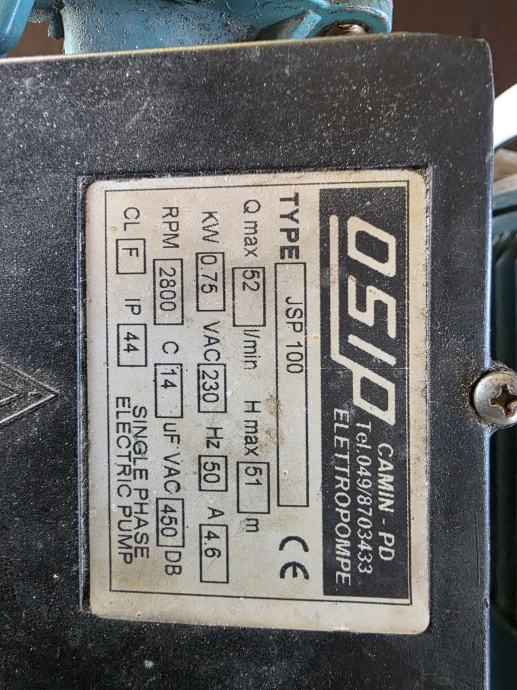 OSIP
CAMIN - PD
Tel.049/8703433
ELETTROPOMPE
TYPE JSP 100 CE
Q max 52 l/min H max 51 m
KW 0,75 VAC 230 Hz 50 A 4,6
RPM 2800 C 14 uF VAC 450 DB
CL F IP 44 SINGLE PHASE
ELECTRIC PUMP